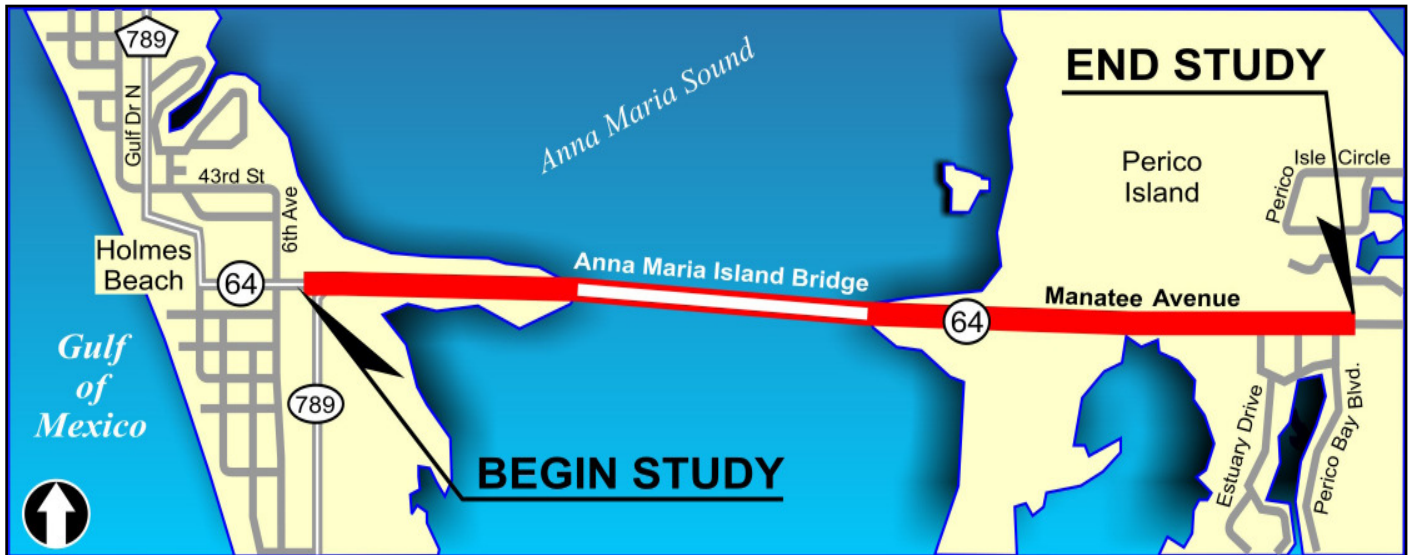 789
Gulf Dr N
43rd St
6th Ave
Holmes
Beach
64
Gulf
of
Mexico
789
BEGIN STUDY
Anna Maria Sound
Anna Maria Island Bridge
64
Manatee Avenue
END STUDY
Perico
Island
Perico Isle Circle
Estuary Drive
Perico Bay Blvd.